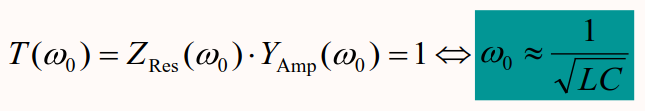 T(ω₀) = Z_Res(ω₀)·Y_Amp(ω₀) = 1 ⇔ ω₀ ≈ 1/√LC